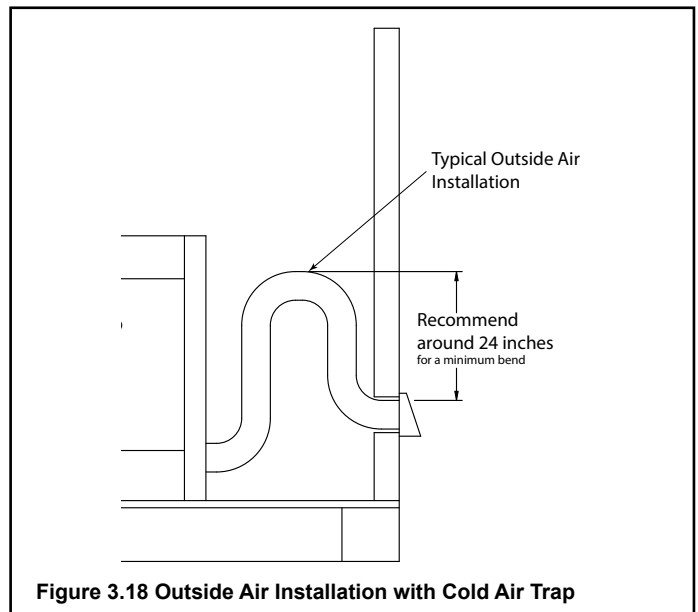 Typical Outside Air
Installation
Recommend
around 24 inches
for a minimum bend
Figure 3.18 Outside Air Installation with Cold Air Trap